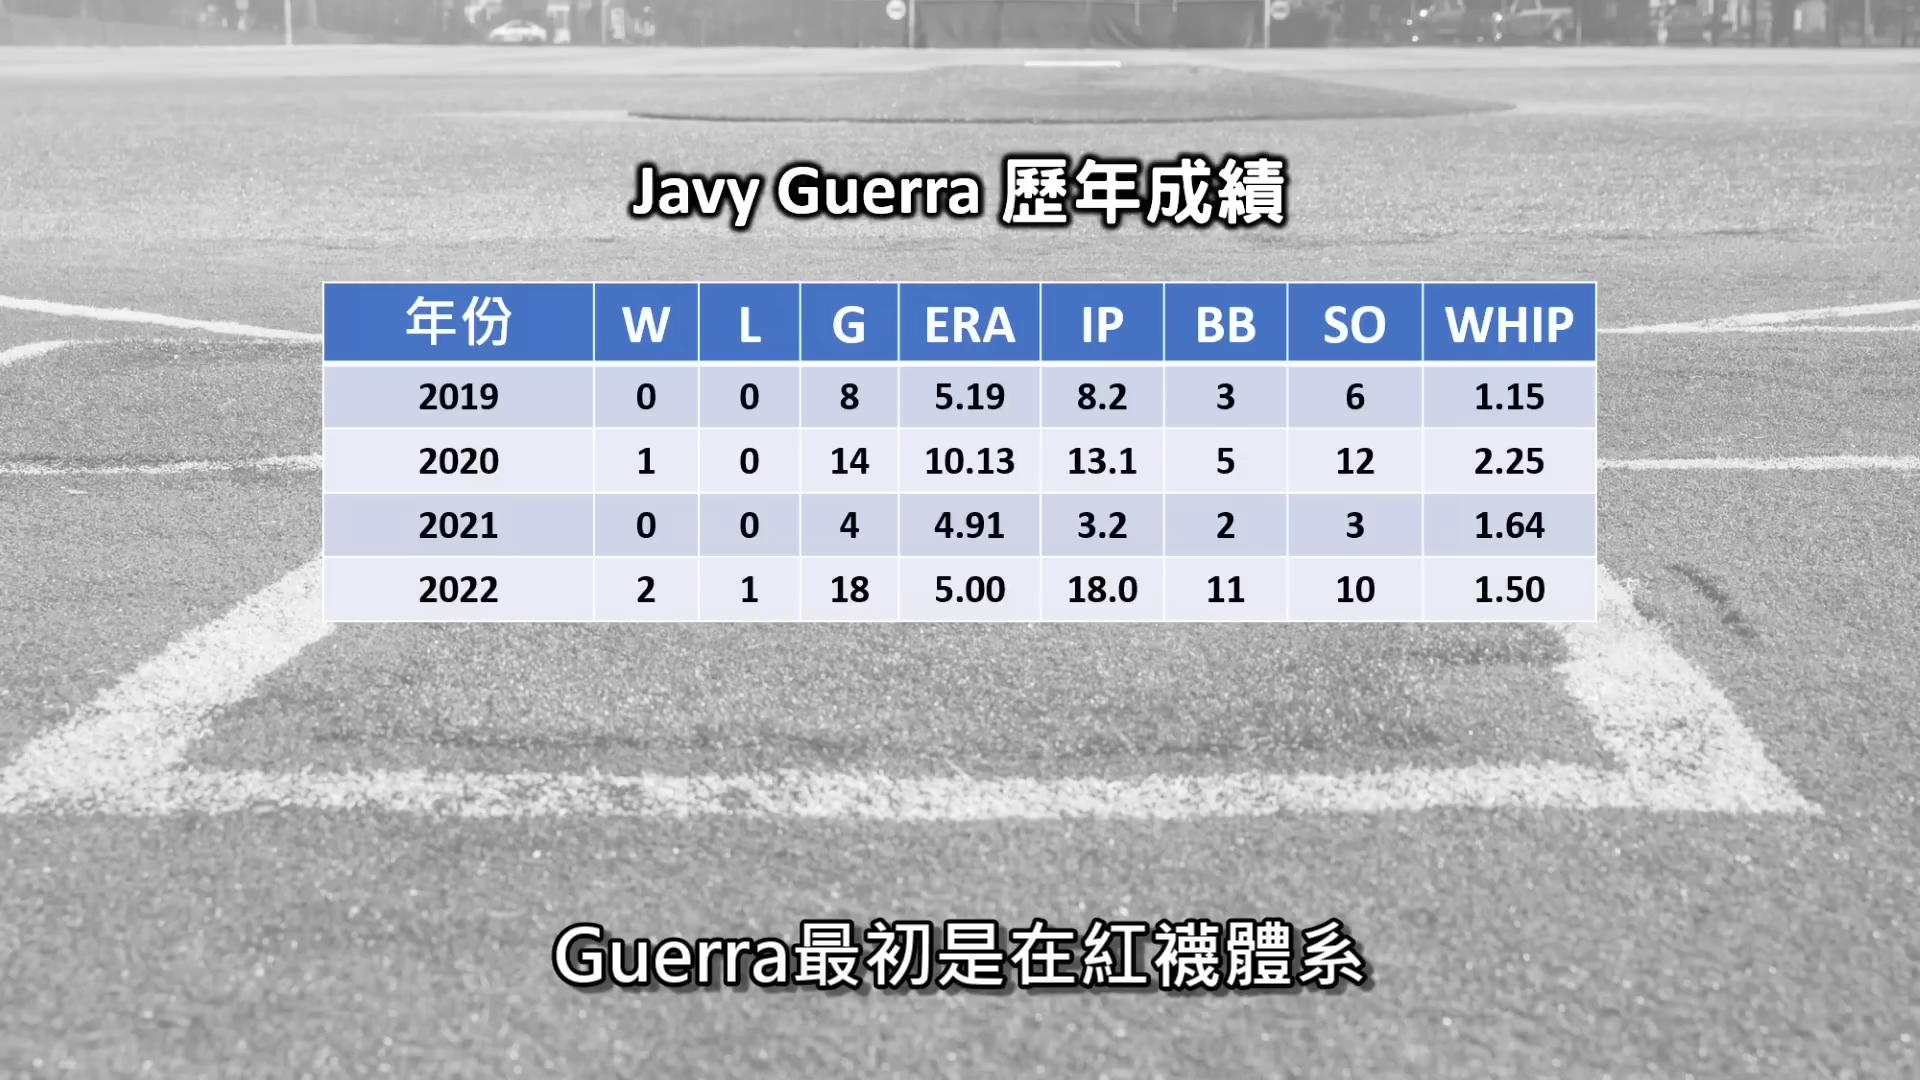 Javy Guerra 歷年成績
年份 W L G ERA IP BB SO WHIP
2019 0 0 8 5.19 8.2 3 6 1.15
2020 1 0 14 10.13 13.1 5 12 2.25
2021 0 0 4 4.91 3.2 2 3 1.64
2022 2 1 18 5.00 18.0 11 10 1.50
Guerra最初是在紅襪體系